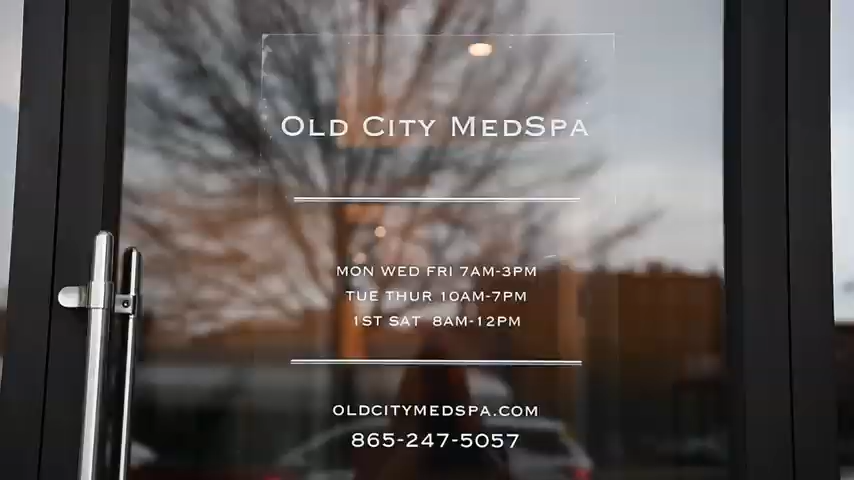 OLD CITY MEDSPA
MON WED FRI 7AM-3PM
TUE THUR 10AM-7PM
1ST SAT 8AM-12PM
OLDCITYMEDSPA.COM
865-247-5057